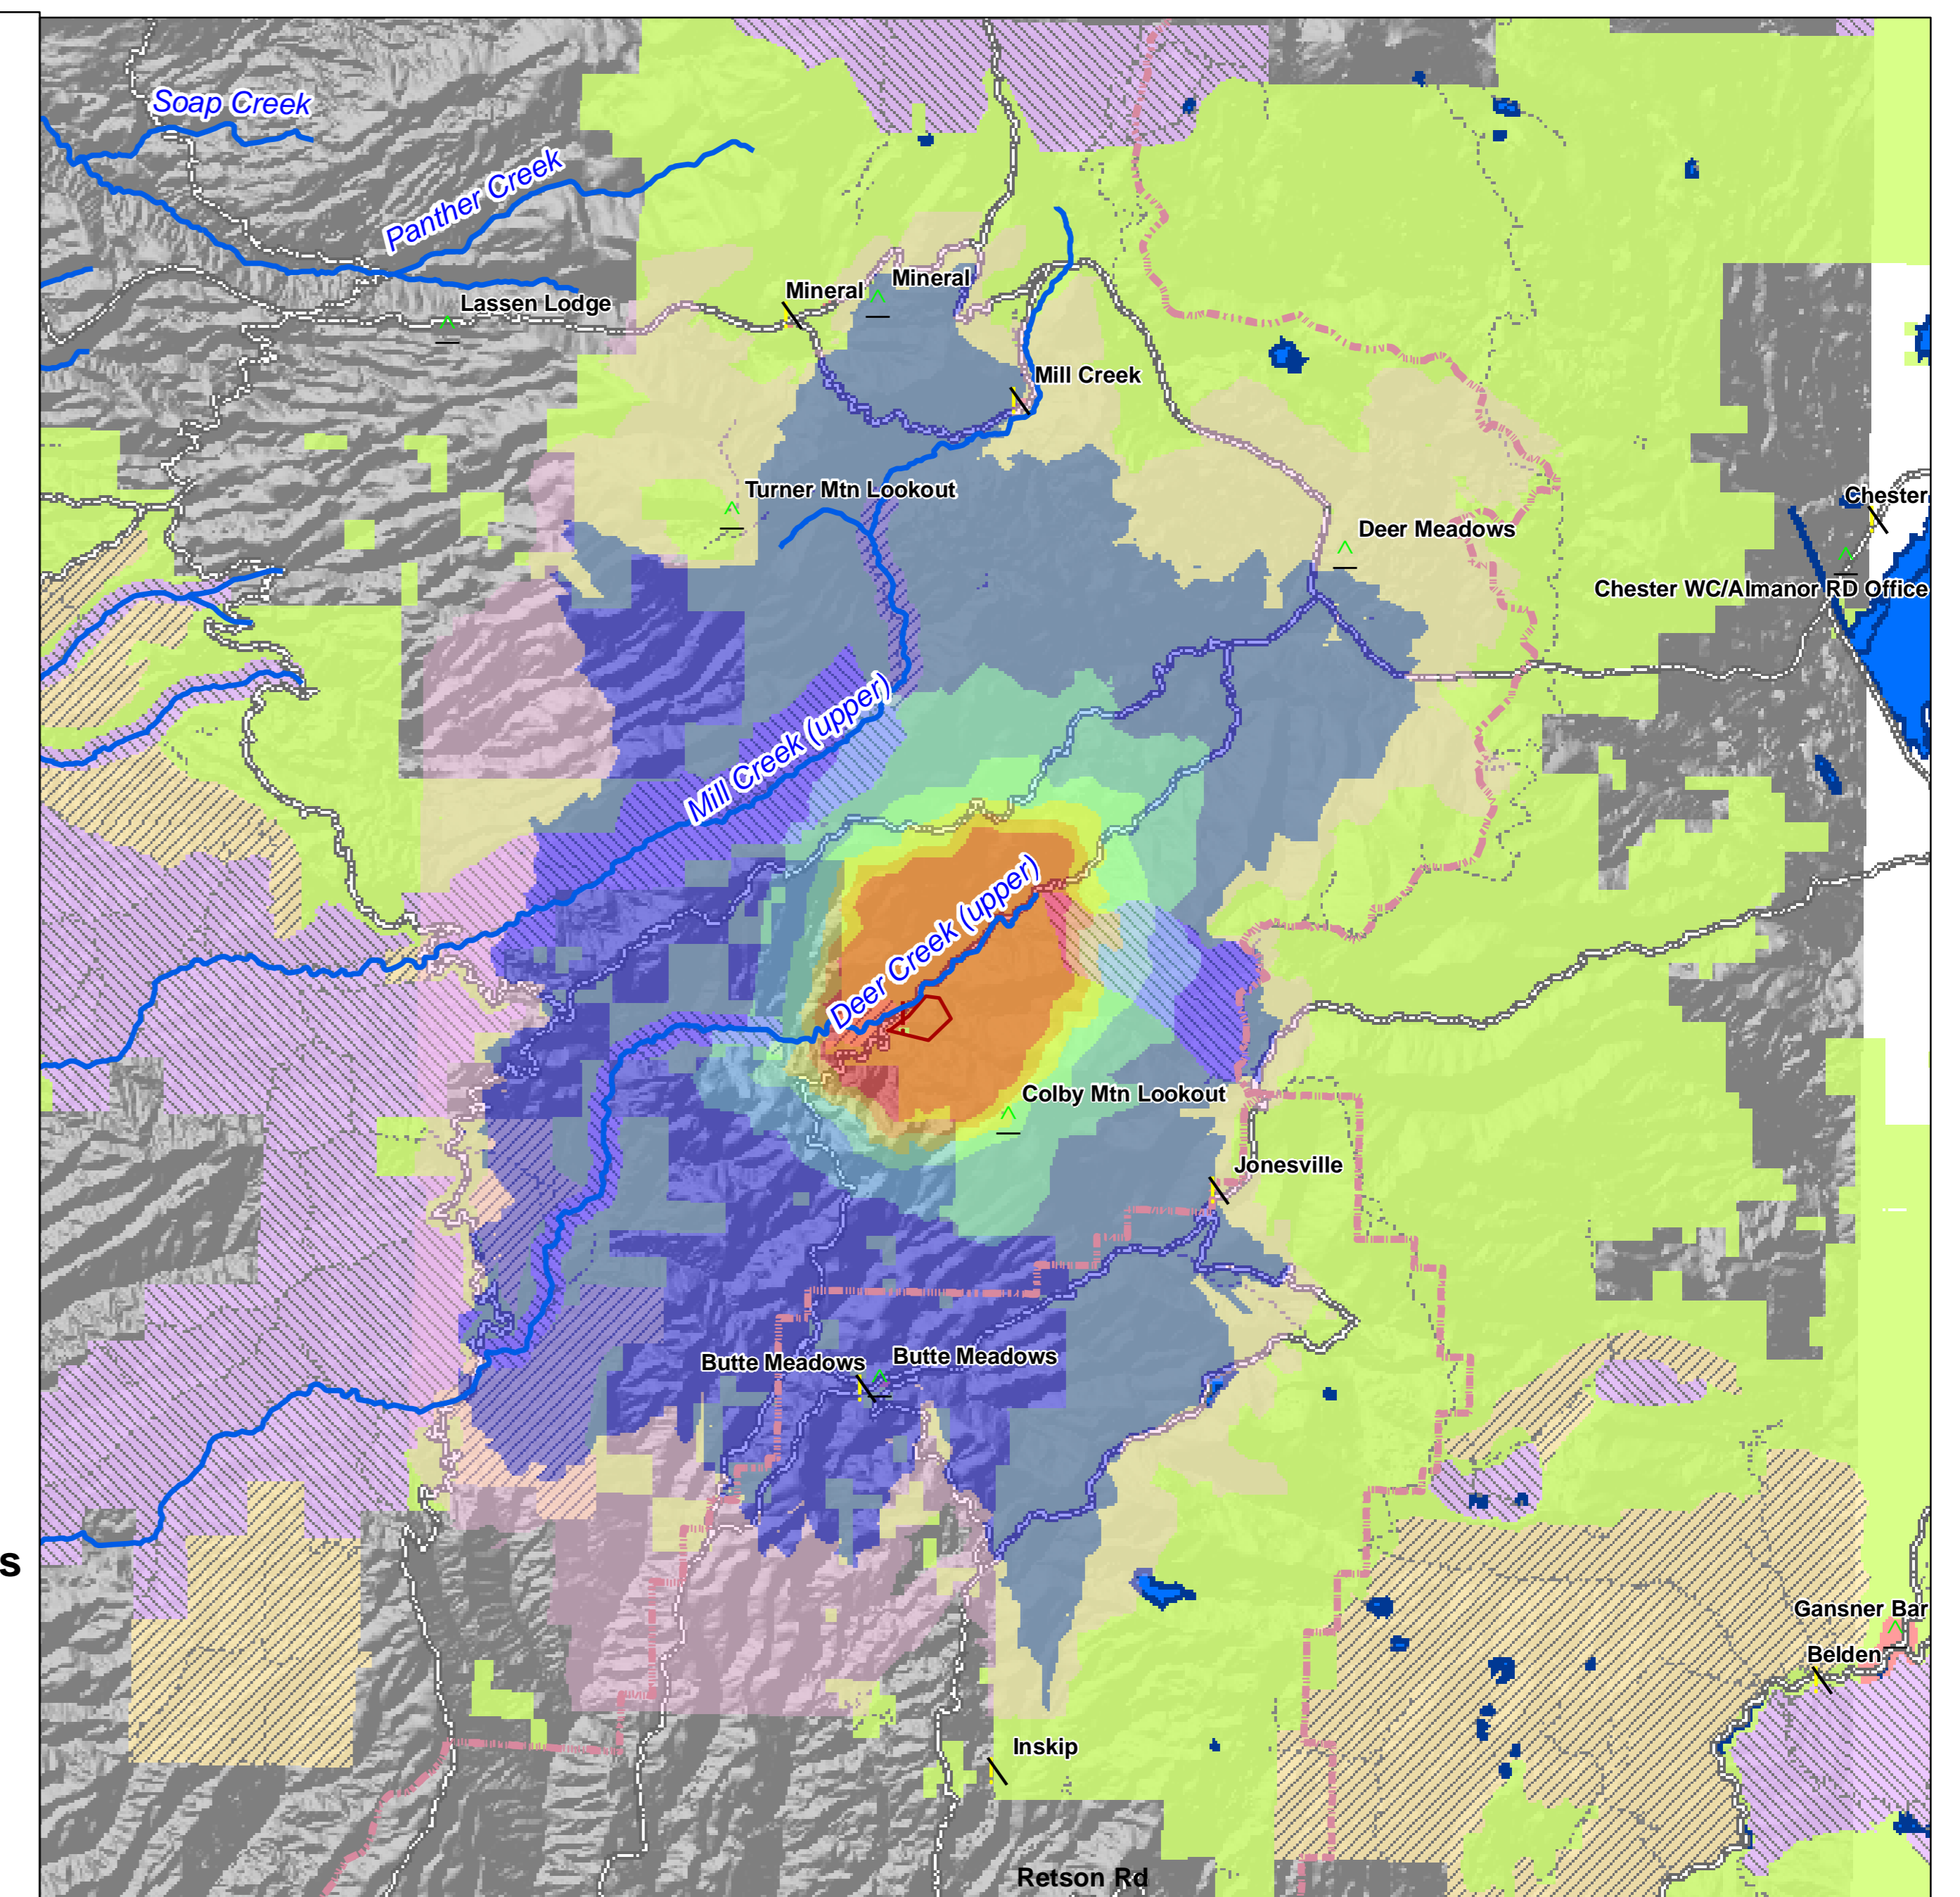 Soap Creek
Panther Creek
Mineral
Mineral
Lassen Lodge
Mill Creek
Turner Mtn Lookout
Chester
Deer Meadows
Chester WC/Almanor RD Office
Mill Creek (upper)
Deer Creek (upper)
Colby Mtn Lookout
Jonesville
Butte Meadows
Butte Meadows
s
Gansner Bar
Belden
Inskip
Retson Rd